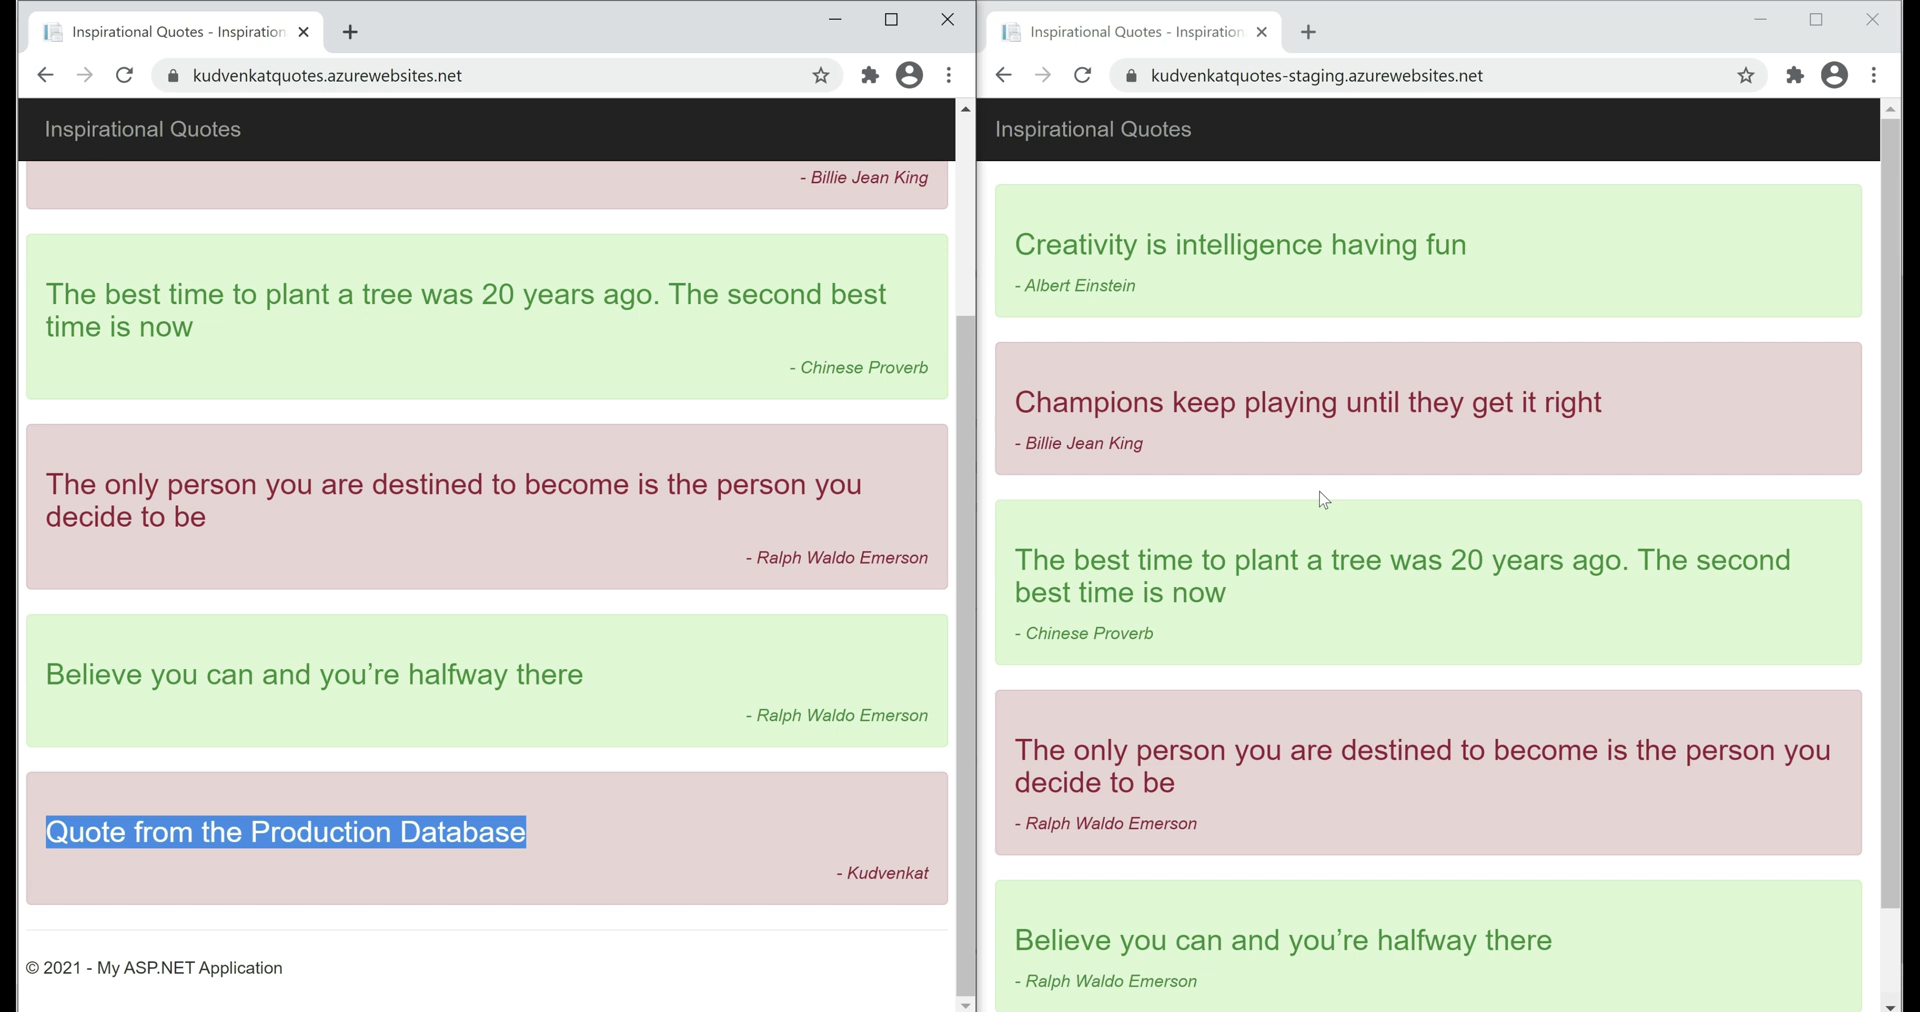 Inspirational Quotes - Inspiration
kudvenkatquotes.azurewebsites.net
Inspirational Quotes
- Billie Jean King
The best time to plant a tree was 20 years ago. The second best
time is now
- Chinese Proverb
The only person you are destined to become is the person you
decide to be
- Ralph Waldo Emerson
Believe you can and you’re halfway there
- Ralph Waldo Emerson
Quote from the Production Database
- Kudvenkat
© 2021 - My ASP.NET Application
Inspirational Quotes - Inspiration
kudvenkatquotes-staging.azurewebsites.net
Inspirational Quotes
Creativity is intelligence having fun
- Albert Einstein
Champions keep playing until they get it right
- Billie Jean King
The best time to plant a tree was 20 years ago. The second
best time is now
- Chinese Proverb
The only person you are destined to become is the person you
decide to be
- Ralph Waldo Emerson
Believe you can and you’re halfway there
- Ralph Waldo Emerson